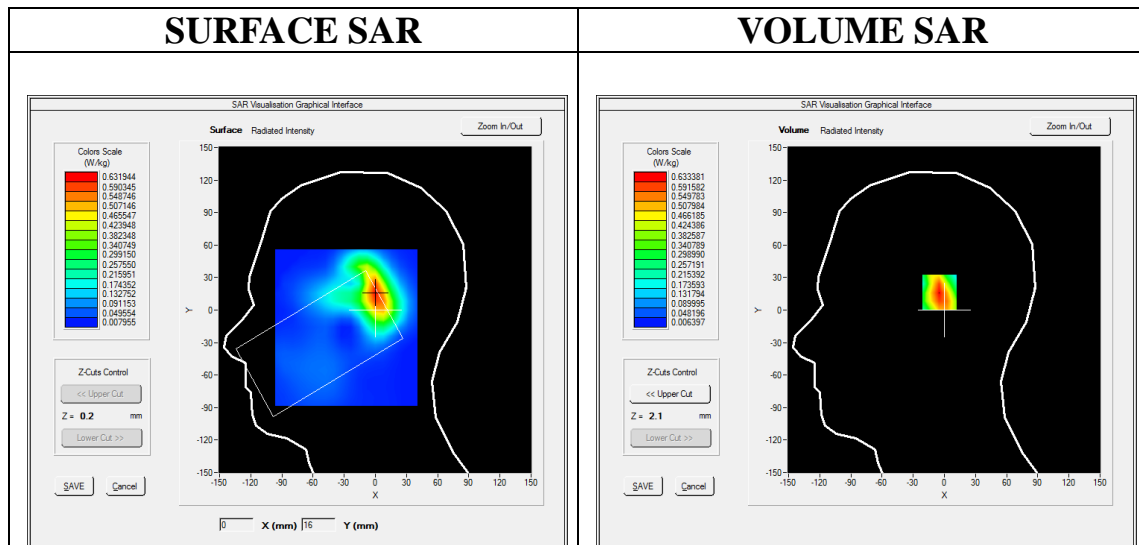 SURFACE SAR
VOLUME SAR
SAR Visualisation Graphical Interface
Surface Radiated Intensity
Zoom In/Out
Colors Scale
(W/kg)
0.631944
0.590345
0.548746
0.507146
0.465547
0.423948
0.382348
0.340749
0.299150
0.257550
0.215951
0.174352
0.132752
0.091153
0.049554
0.007955
Z-Cuts Control
<< Upper Cut
Z = 0.2 mm
Lower Cut >>
SAVE Cancel
150
120
90
60
30
0
-30
-60
-90
-120
-150
Y
-150 -120 -90 -60 -30 0 30 60 90 120 150
X
0 X (mm) 16 Y (mm)
SAR Visualisation Graphical Interface
Volume Radiated Intensity
Zoom In/Out
Colors Scale
(W/kg)
0.633381
0.591582
0.549783
0.507984
0.466185
0.424386
0.382587
0.340789
0.298990
0.257191
0.215392
0.173593
0.131794
0.089995
0.048196
0.006397
Z-Cuts Control
<< Upper Cut
Z = 2.1 mm
Lower Cut >>
SAVE Cancel
150
120
90
60
30
0
-30
-60
-90
-120
-150
Y
-150 -120 -90 -60 -30 0 30 60 90 120 150
X